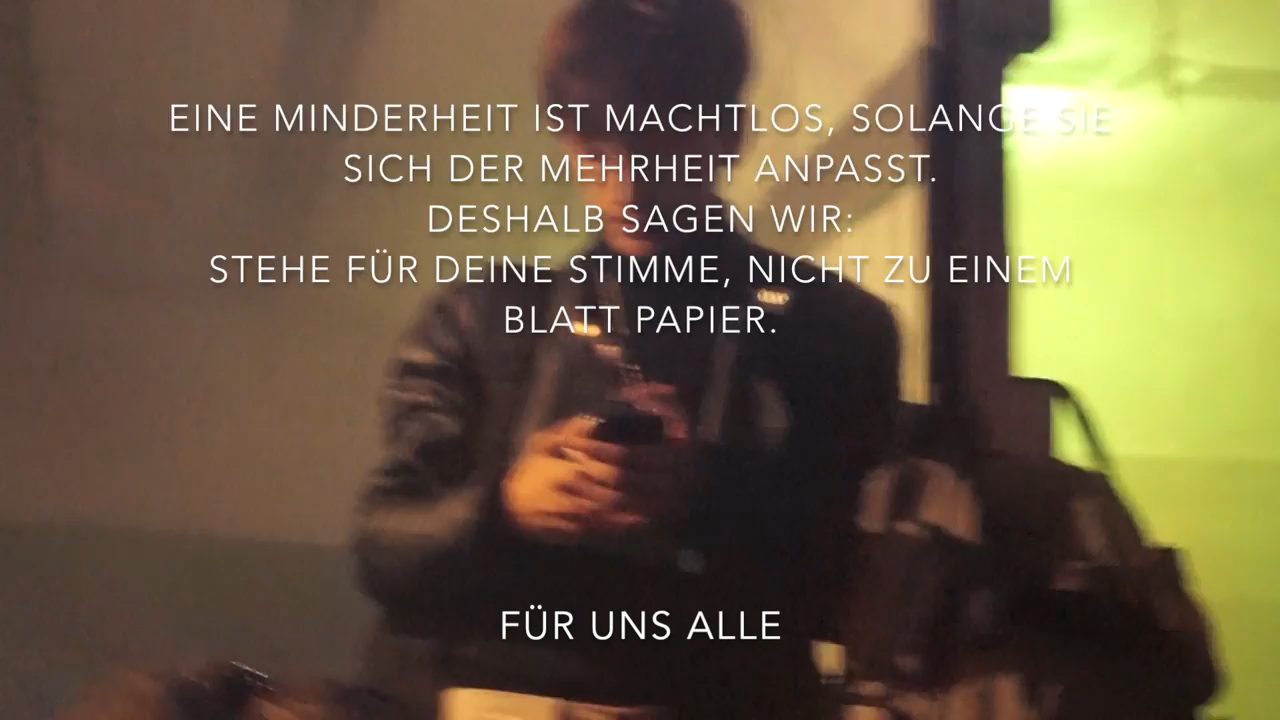 EINE MINDERHEIT IST MACHTLOS, SOLANGE SIE
SICH DER MEHRHEIT ANPASST.
DESHALB SAGEN WIR:
STEHE FÜR DEINE STIMME, NICHT ZU EINEM
BLATT PAPIER.
FÜR UNS ALLE